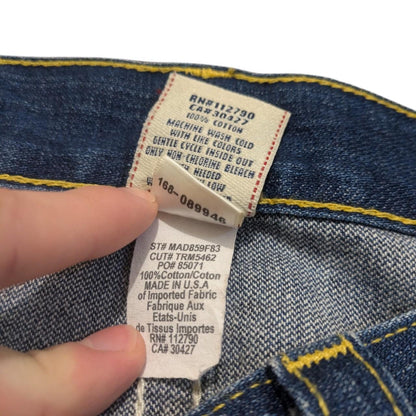 RN#112790
CA#30427
100% COTTON
MACHINE WASH COLD
WITH LIKE COLORS
GENTLE CYCLE INSIDE OUT
ONLY NON-CHLORINE BLEACH
NEEDED
LOW
168-089946
ST# MAD859F83
CUT# TRM5462
PO# 85071
100%Cotton/Coton
MADE IN U.S.A
of Imported Fabric
Fabrique Aux
Etats-Unis
de Tissus Importes
RN# 112790
CA# 30427